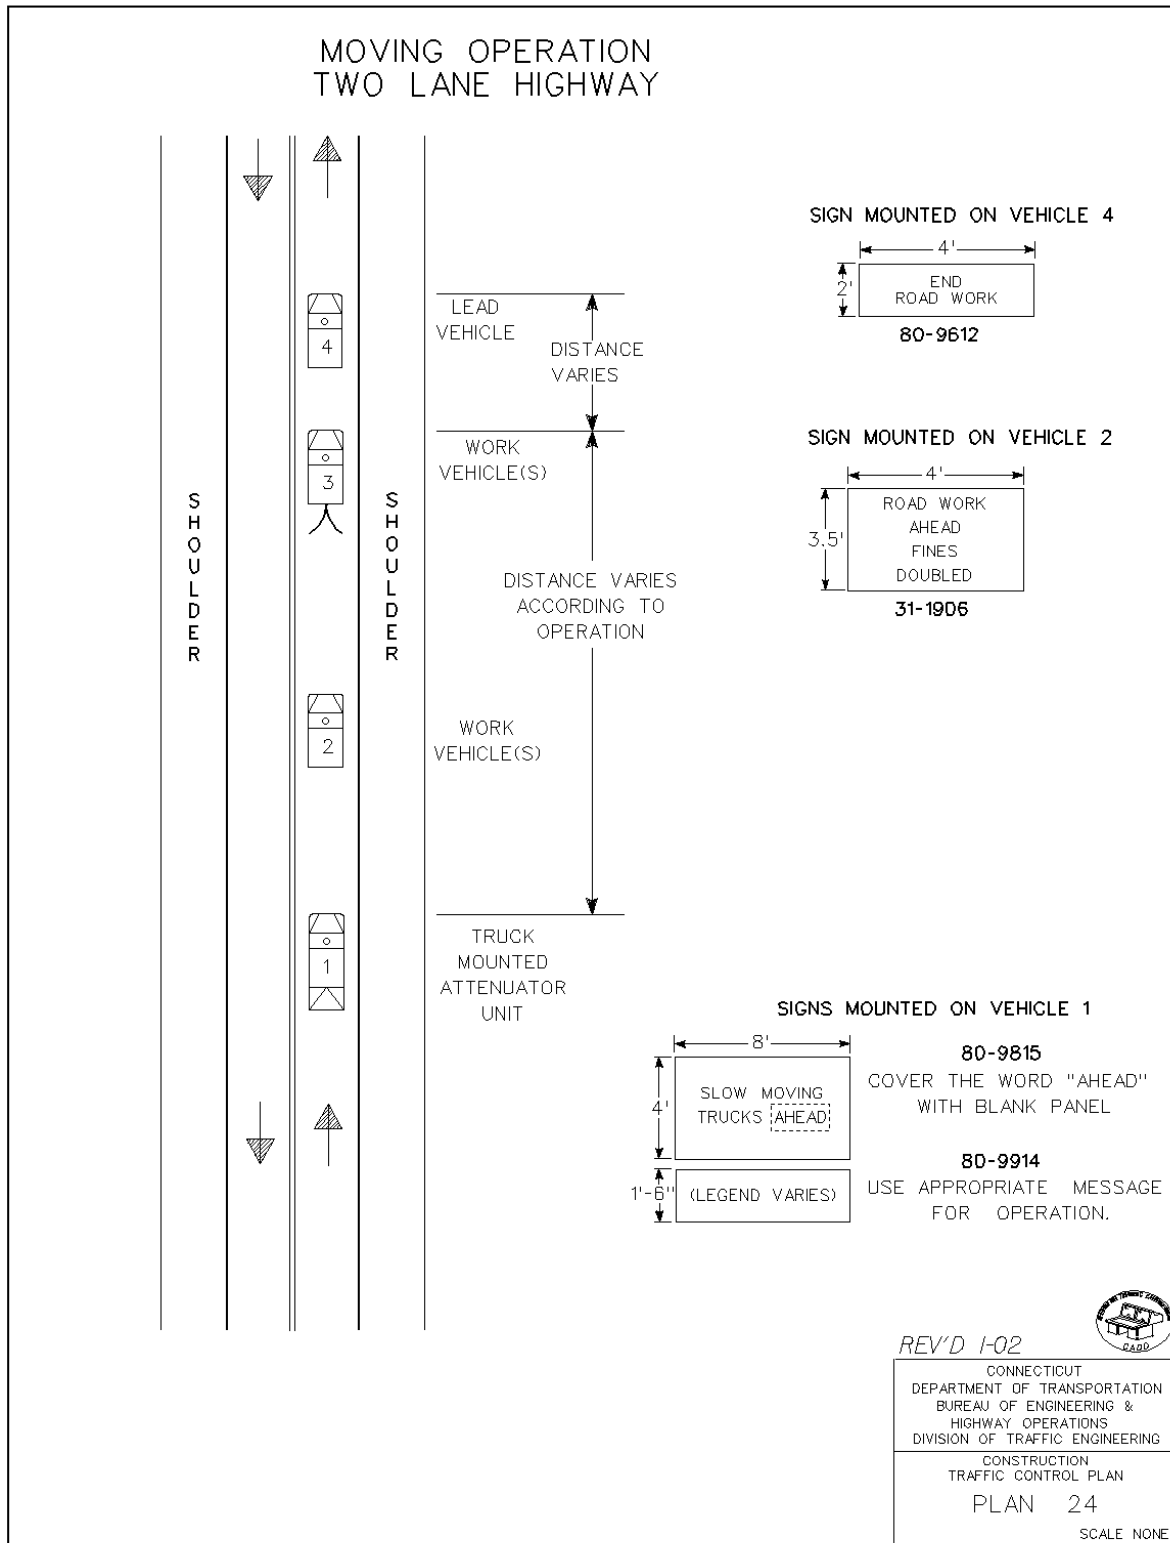 MOVING OPERATION
TWO LANE HIGHWAY
SHOULDER
SHOULDER
4
3
2
1
LEAD
VEHICLE
DISTANCE
VARIES
WORK
VEHICLE(S)
DISTANCE VARIES
ACCORDING TO
OPERATION
WORK
VEHICLE(S)
TRUCK
MOUNTED
ATTENUATOR
UNIT
SIGN MOUNTED ON VEHICLE 4
4'
2'
END
ROAD WORK
80-9612
SIGN MOUNTED ON VEHICLE 2
4'
3.5'
ROAD WORK
AHEAD
FINES
DOUBLED
31-1906
SIGNS MOUNTED ON VEHICLE 1
8'
4'
SLOW MOVING
TRUCKS AHEAD
80-9815
COVER THE WORD "AHEAD"
WITH BLANK PANEL
1'-6"
(LEGEND VARIES)
80-9914
USE APPROPRIATE MESSAGE
FOR OPERATION.
REV'D 1-02
CADD
CONNECTICUT
DEPARTMENT OF TRANSPORTATION
BUREAU OF ENGINEERING &
HIGHWAY OPERATIONS
DIVISION OF TRAFFIC ENGINEERING
CONSTRUCTION
TRAFFIC CONTROL PLAN
PLAN 24
SCALE NONE